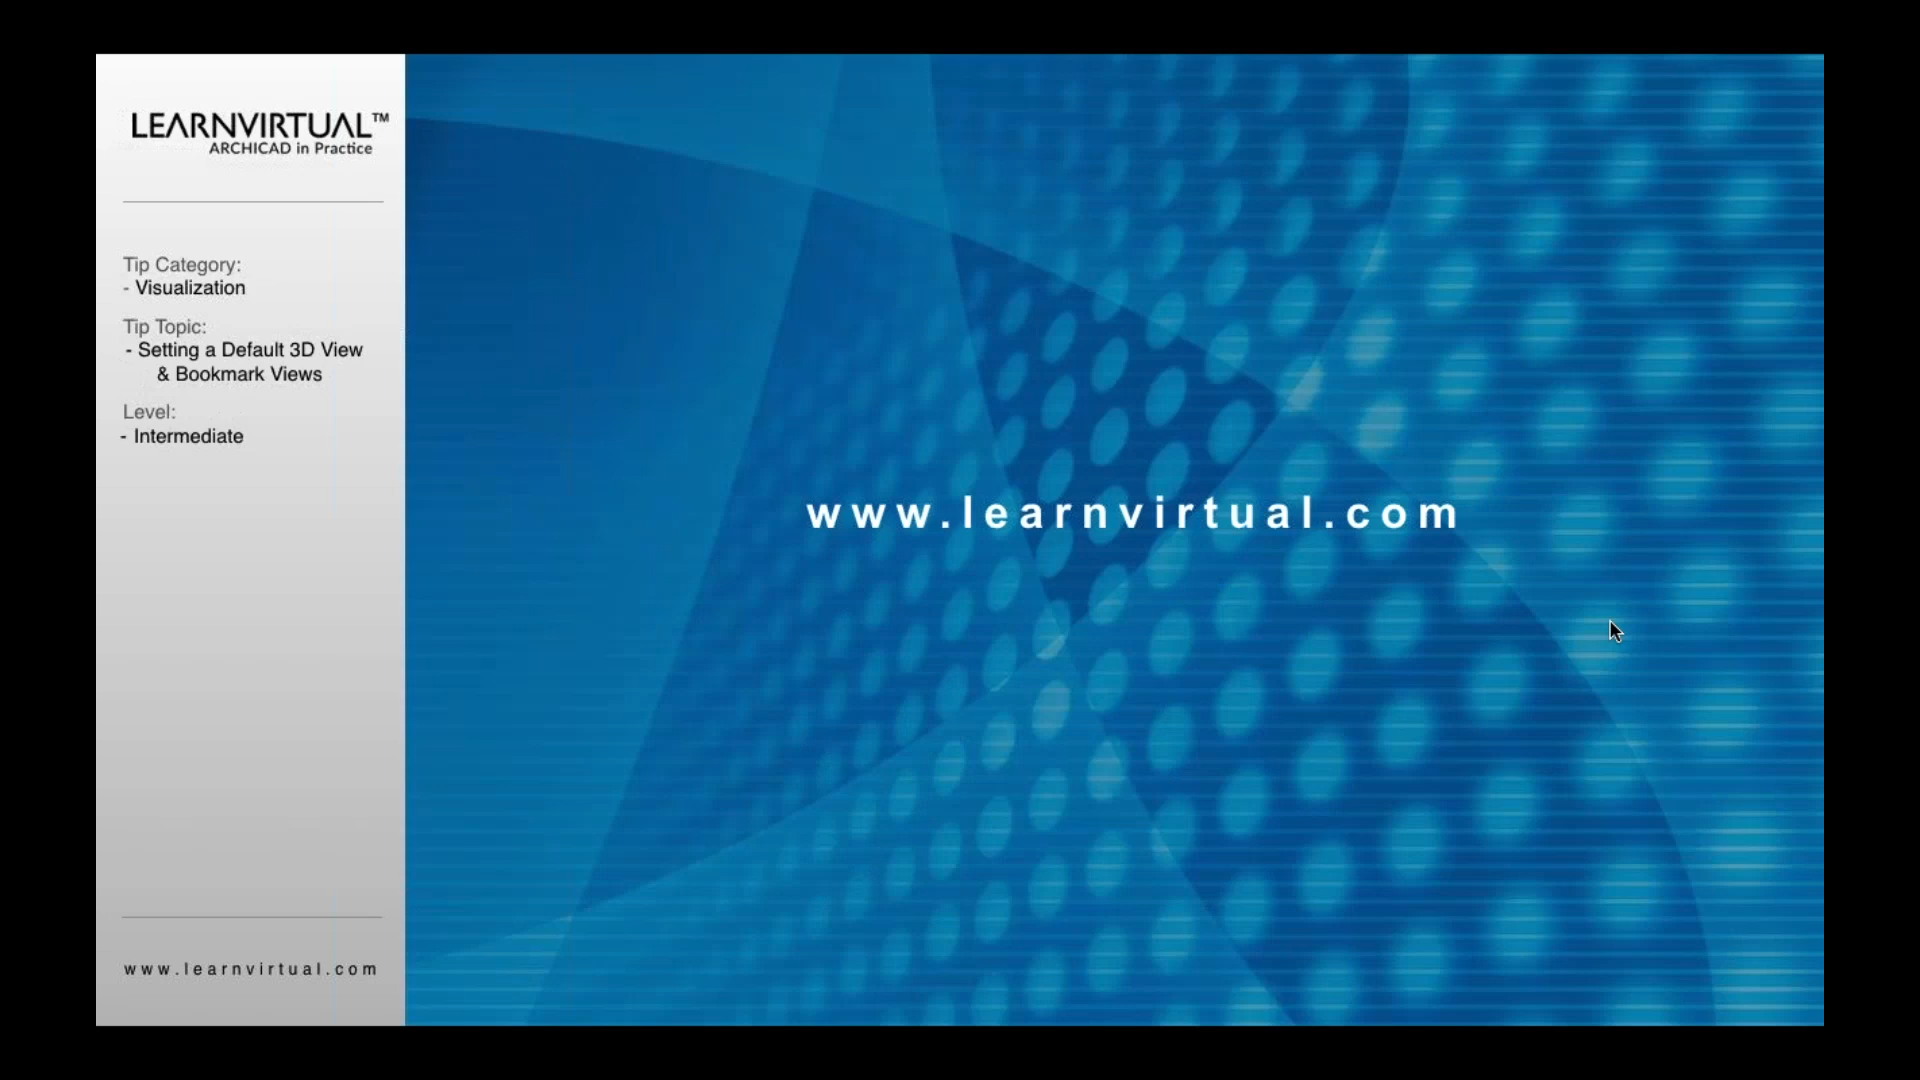 LEARNVIRTUAL™
ARCHICAD in Practice
Tip Category:
- Visualization
Tip Topic:
- Setting a Default 3D View
& Bookmark Views
Level:
- Intermediate
www.learnvirtual.com
www.learnvirtual.com